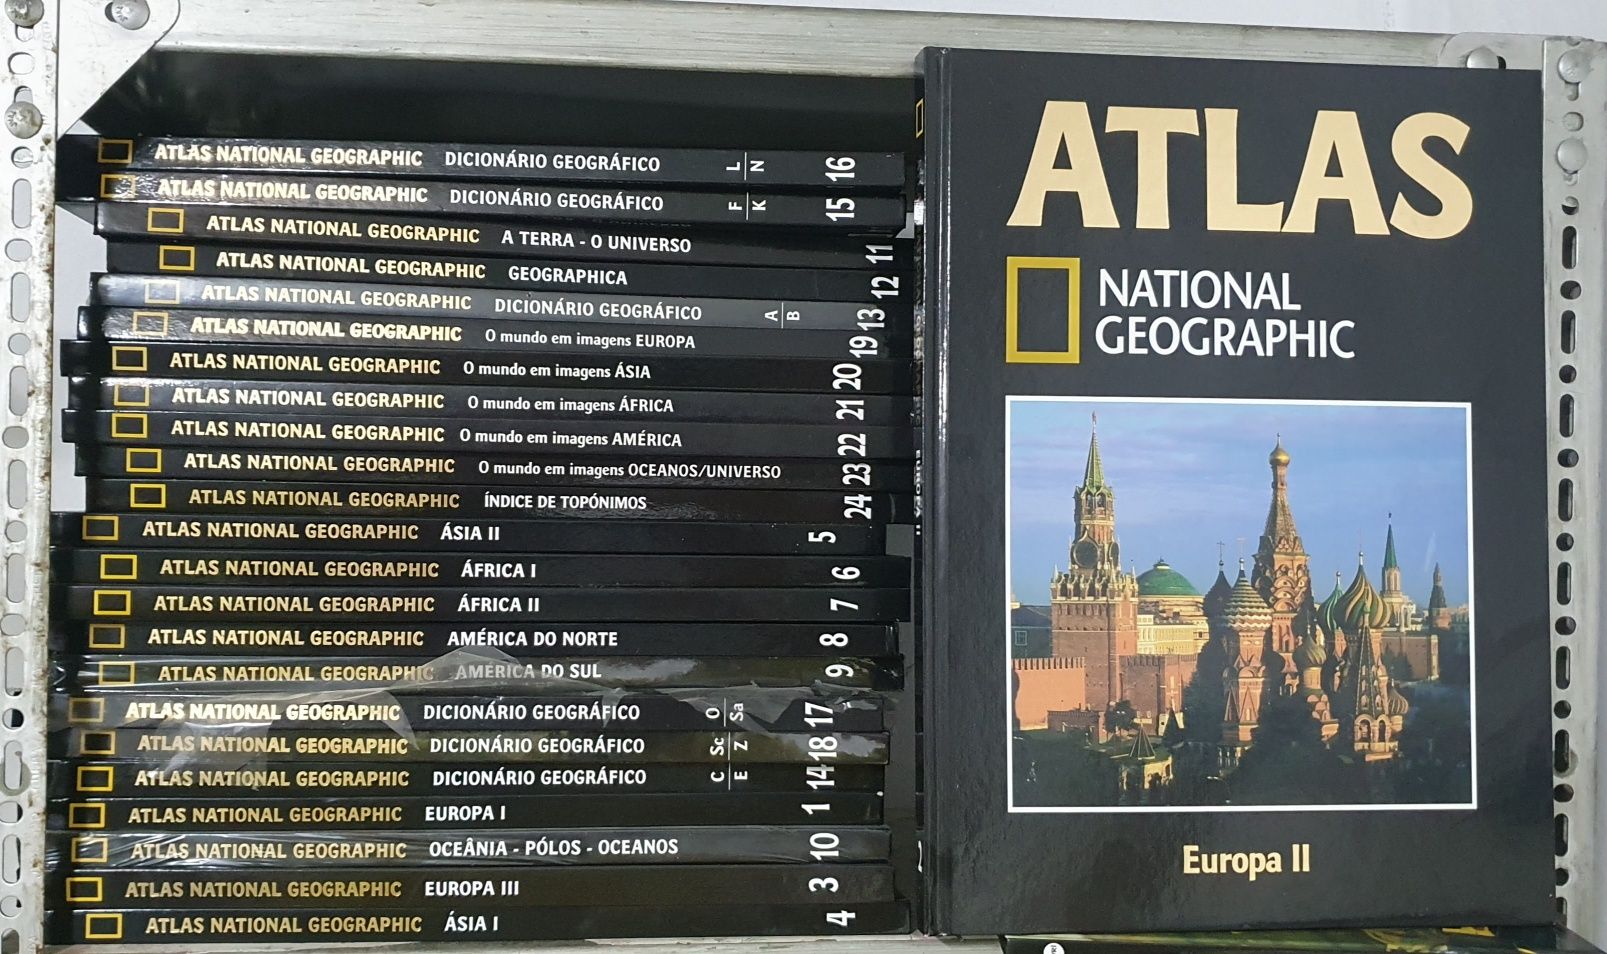 ATLAS NATIONAL GEOGRAPHIC DICIONÁRIO GEOGRÁFICO L N 16
ATLAS NATIONAL GEOGRAPHIC DICIONÁRIO GEOGRÁFICO F K 15
ATLAS NATIONAL GEOGRAPHIC A TERRA - O UNIVERSO 11
ATLAS NATIONAL GEOGRAPHIC GEOGRAPHICA 12
ATLAS NATIONAL GEOGRAPHIC DICIONÁRIO GEOGRÁFICO A B 13
ATLAS NATIONAL GEOGRAPHIC O mundo em imagens EUROPA 19
ATLAS NATIONAL GEOGRAPHIC O mundo em imagens ÁSIA 20
ATLAS NATIONAL GEOGRAPHIC O mundo em imagens ÁFRICA 21
ATLAS NATIONAL GEOGRAPHIC O mundo em imagens AMÉRICA 22
ATLAS NATIONAL GEOGRAPHIC O mundo em imagens OCEANOS/UNIVERSO 23
ATLAS NATIONAL GEOGRAPHIC ÍNDICE DE TOPÓNIMOS 24
ATLAS NATIONAL GEOGRAPHIC ÁSIA II 5
ATLAS NATIONAL GEOGRAPHIC ÁFRICA I 6
ATLAS NATIONAL GEOGRAPHIC ÁFRICA II 7
ATLAS NATIONAL GEOGRAPHIC AMÉRICA DO NORTE 8
ATLAS NATIONAL GEOGRAPHIC AMÉRICA DO SUL 9
ATLAS NATIONAL GEOGRAPHIC DICIONÁRIO GEOGRÁFICO O Sa 17
ATLAS NATIONAL GEOGRAPHIC DICIONÁRIO GEOGRÁFICO Sc Z 18
ATLAS NATIONAL GEOGRAPHIC DICIONÁRIO GEOGRÁFICO C E 14
ATLAS NATIONAL GEOGRAPHIC EUROPA I 1
ATLAS NATIONAL GEOGRAPHIC OCEÂNIA - PÓLOS - OCEANOS 10
ATLAS NATIONAL GEOGRAPHIC EUROPA III 3
ATLAS NATIONAL GEOGRAPHIC ÁSIA I 4
ATLAS
NATIONAL
GEOGRAPHIC
Europa II